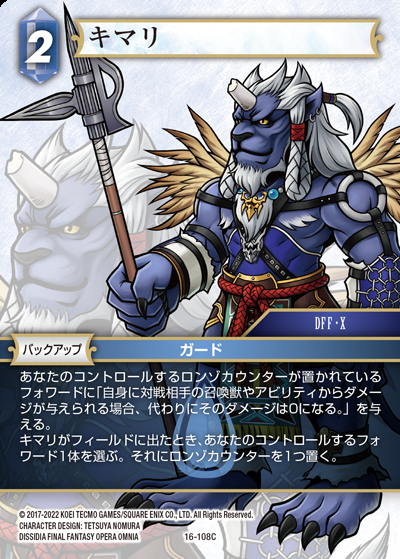 2
キマリ
DFF・X
バックアップ
ガード
あなたのコントロールするロンゾカウンターが置かれている
フォワードに「自身に対戦相手の召喚獣やアビリティからダメー
ジが与えられる場合、代わりにそのダメージは0になる。」を与
える。
キマリがフィールドに出たとき、あなたのコントロールするフォ
ワード1体を選ぶ。それにロンゾカウンターを1つ置く。
© 2017-2022 KOEI TECMO GAMES/SQUARE ENIX CO., LTD. All Rights Reserved.
CHARACTER DESIGN: TETSUYA NOMURA
DISSIDIA FINAL FANTASY OPERA OMNIA
16-108C